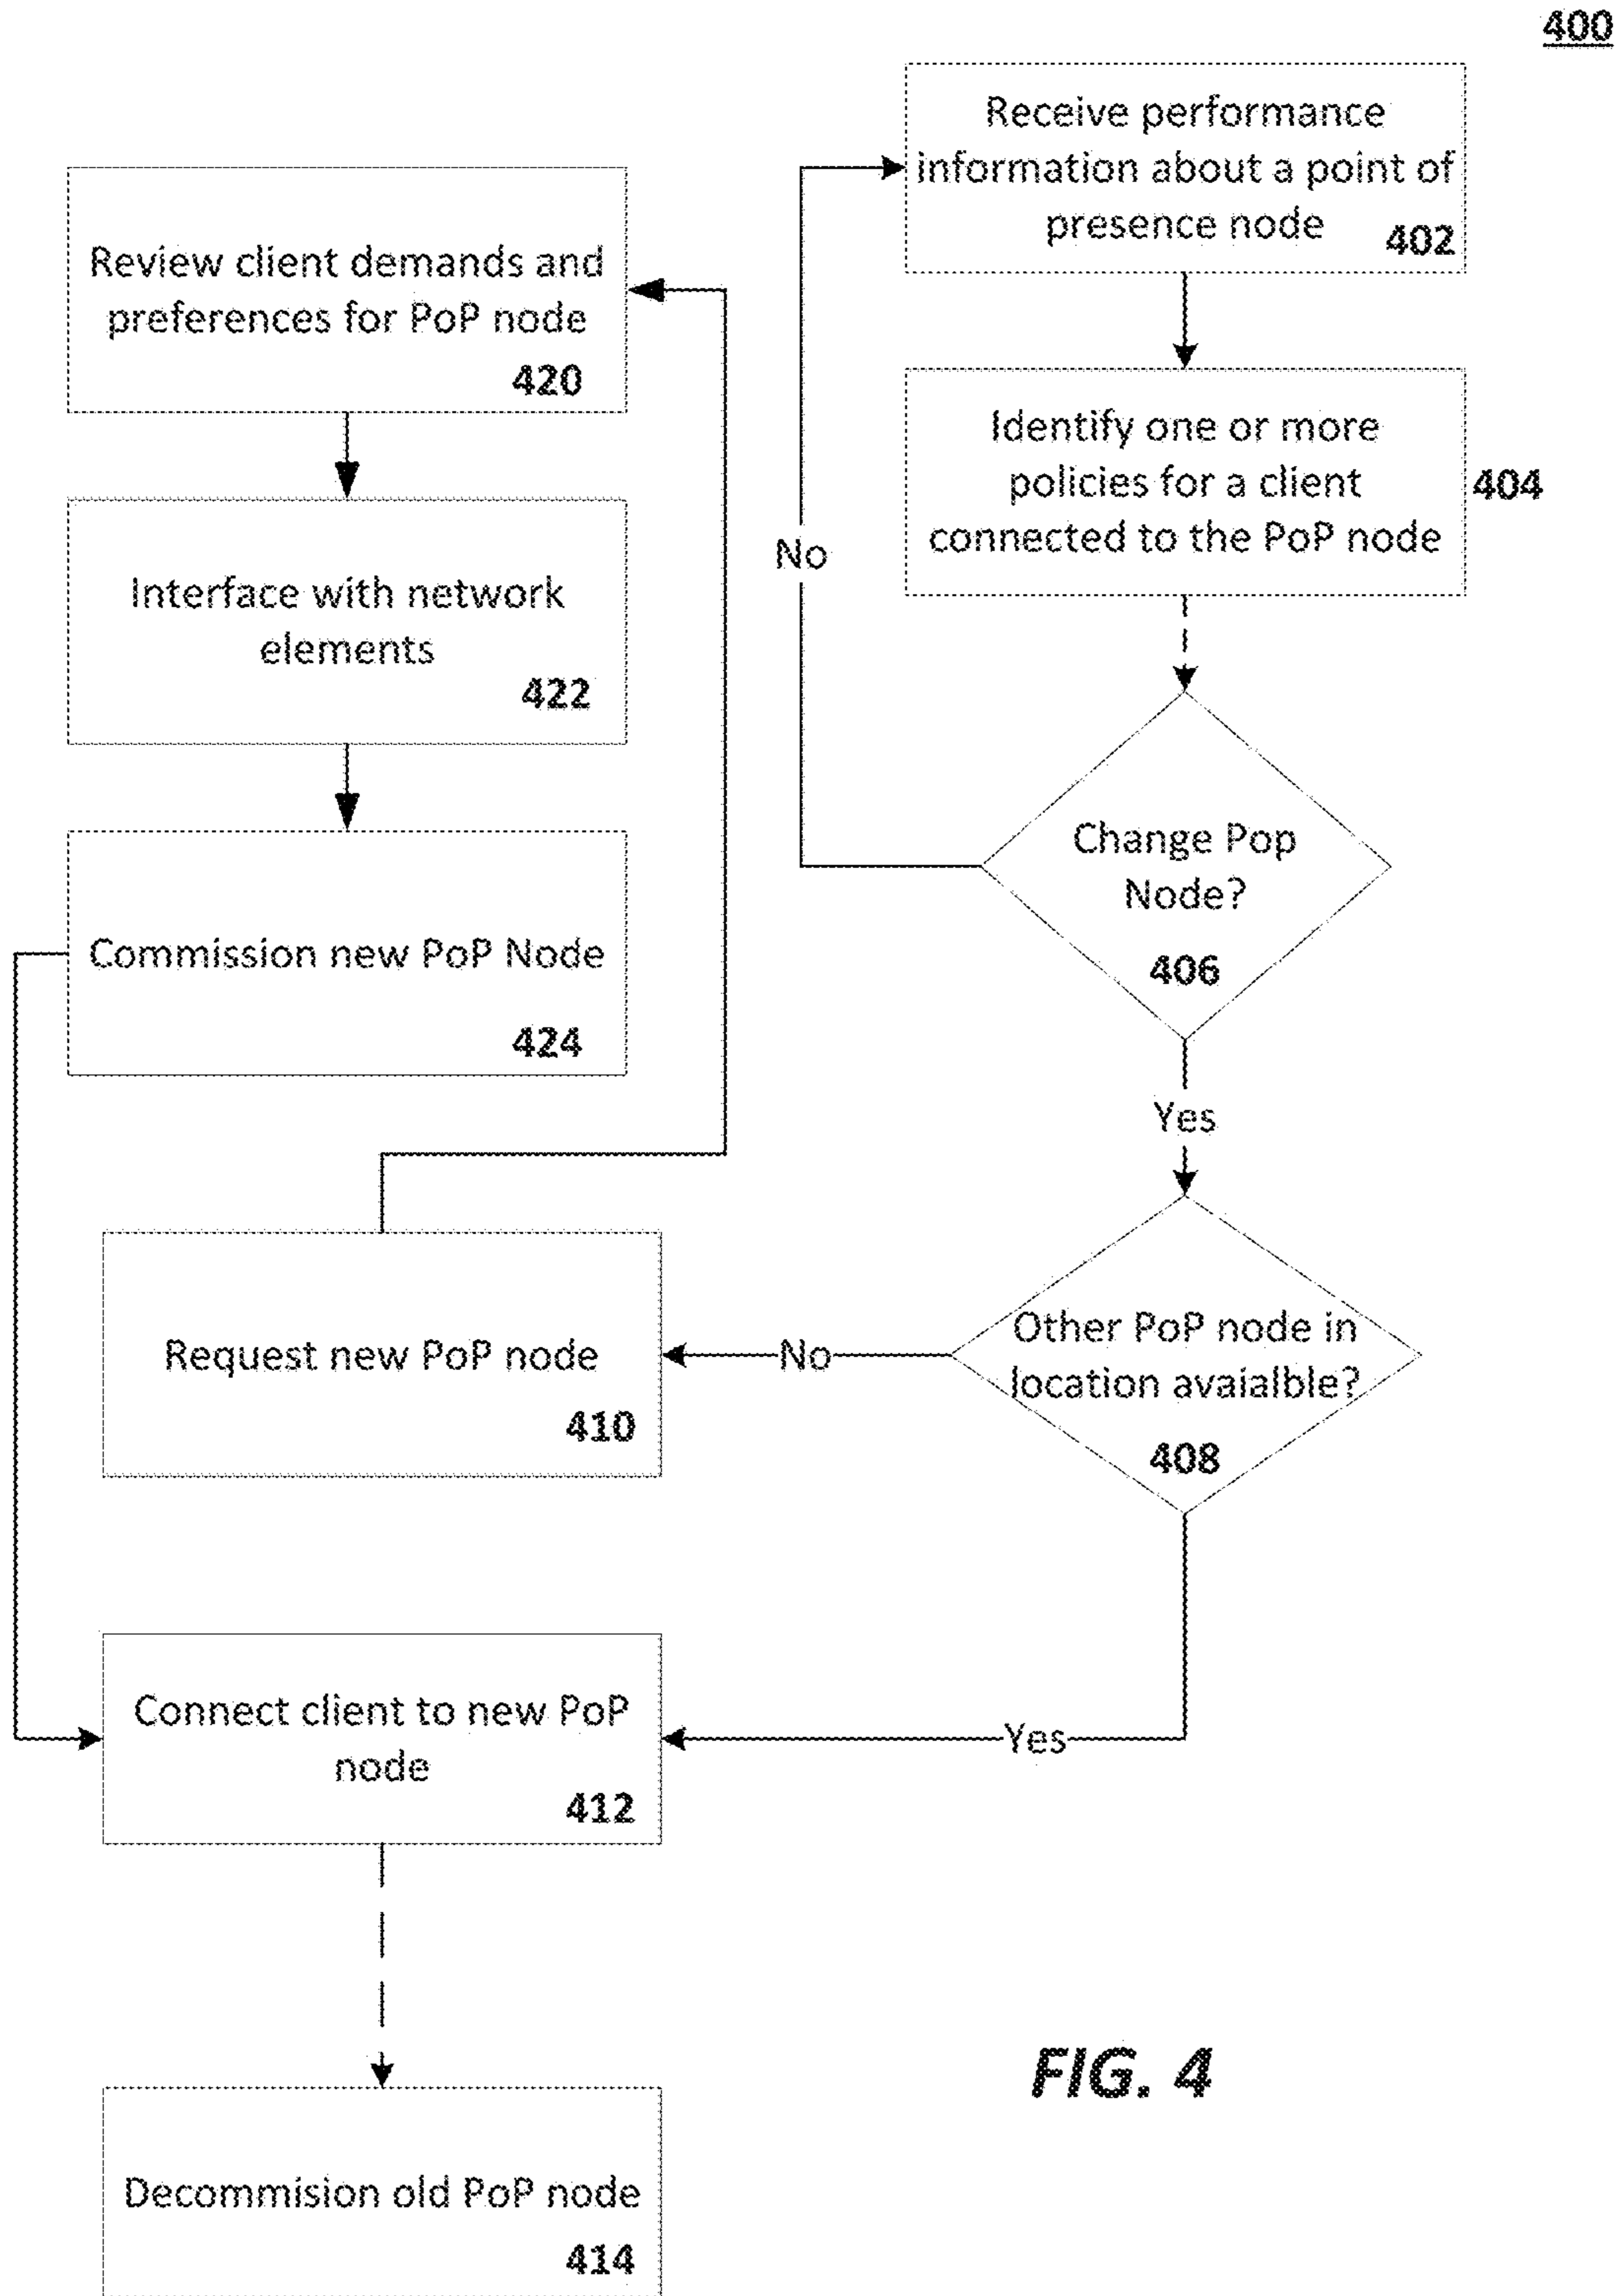 400
Receive performance
information about a point of
presence node
402
Identify one or more
policies for a client
connected to the PoP node
404
No
Change Pop
Node?
406
Yes
Other PoP node in
location avaialble?
408
No
Request new PoP node
410
Review client demands and
preferences for PoP node
420
Interface with network
elements
422
Commission new PoP Node
424
Yes
Connect client to new PoP
node
412
Decommision old PoP node
414
FIG. 4